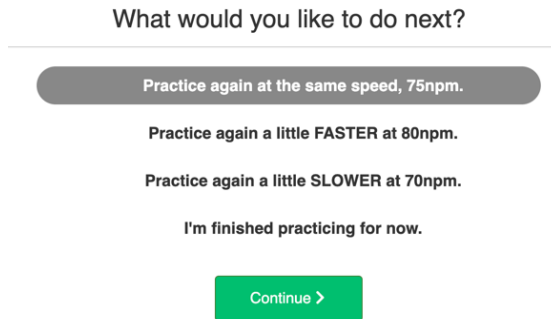 What would you like to do next?
Practice again at the same speed, 75npm.
Practice again a little FASTER at 80npm.
Practice again a little SLOWER at 70npm.
I'm finished practicing for now.
Continue